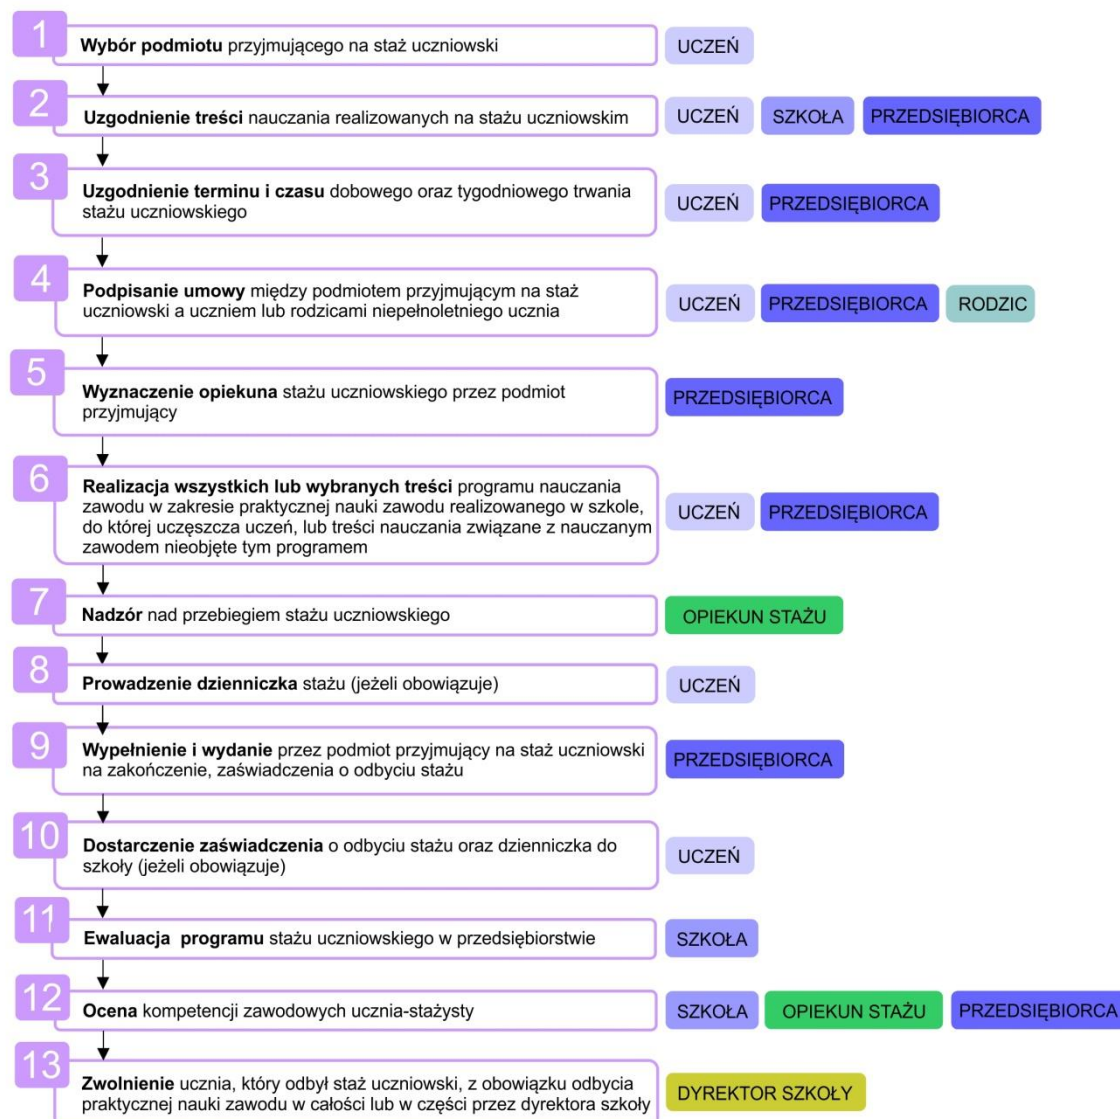 1
Wybór podmiotu przyjmującego na staż uczniowski
UCZEŃ
2
Uzgodnienie treści nauczania realizowanych na stażu uczniowskim
UCZEŃ SZKOŁA PRZEDSIĘBIORCA
3
Uzgodnienie terminu i czasu dobowego oraz tygodniowego trwania
stażu uczniowskiego
UCZEŃ PRZEDSIĘBIORCA
4
Podpisanie umowy między podmiotem przyjmującym na staż
uczniowski a uczniem lub rodzicami niepełnoletniego ucznia
UCZEŃ PRZEDSIĘBIORCA RODZIC
5
Wyznaczenie opiekuna stażu uczniowskiego przez podmiot
przyjmujący
PRZEDSIĘBIORCA
6
Realizacja wszystkich lub wybranych treści programu nauczania
zawodu w zakresie praktycznej nauki zawodu realizowanego w szkole,
do której uczęszcza uczeń, lub treści nauczania związane z nauczanym
zawodem nieobjęte tym programem
UCZEŃ PRZEDSIĘBIORCA
7
Nadzór nad przebiegiem stażu uczniowskiego
OPIEKUN STAŻU
8
Prowadzenie dzienniczka stażu (jeżeli obowiązuje)
UCZEŃ
9
Wypełnienie i wydanie przez podmiot przyjmujący na staż uczniowski
na zakończenie, zaświadczenia o odbyciu stażu
PRZEDSIĘBIORCA
10
Dostarczenie zaświadczenia o odbyciu stażu oraz dzienniczka do
szkoły (jeżeli obowiązuje)
UCZEŃ
11
Ewaluacja programu stażu uczniowskiego w przedsiębiorstwie
SZKOŁA
12
Ocena kompetencji zawodowych ucznia-stażysty
SZKOŁA OPIEKUN STAŻU PRZEDSIĘBIORCA
13
Zwolnienie ucznia, który odbył staż uczniowski, z obowiązku odbycia
praktycznej nauki zawodu w całości lub w części przez dyrektora szkoły
DYREKTOR SZKOŁY